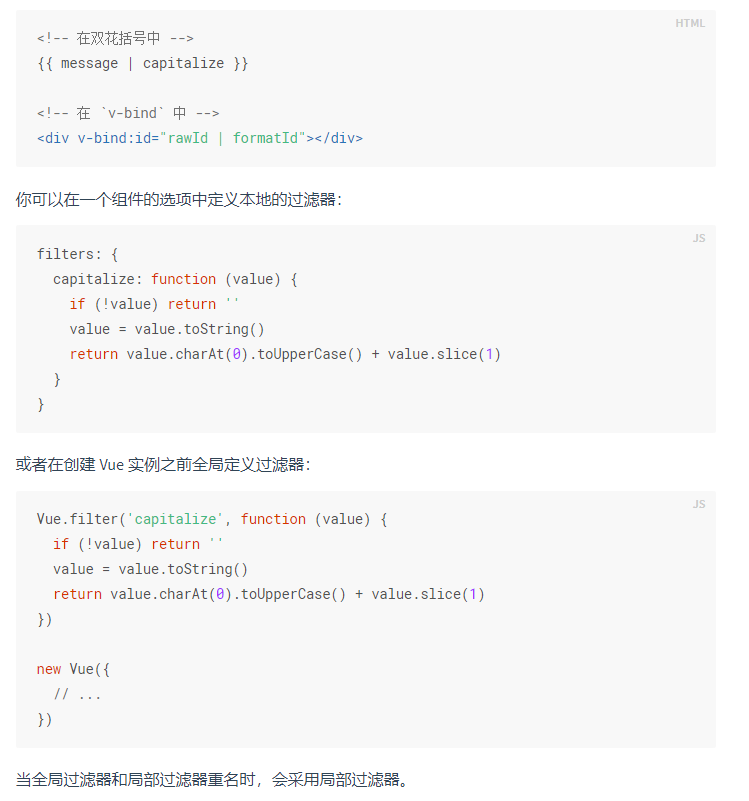 HTML
<!-- 在双花括号中 -->
{{ message | capitalize }}

<!-- 在 `v-bind` 中 -->
<div v-bind:id="rawId | formatId"></div>
你可以在一个组件的选项中定义本地的过滤器：
JS
filters: {
  capitalize: function (value) {
    if (!value) return ''
    value = value.toString()
    return value.charAt(0).toUpperCase() + value.slice(1)
  }
}
或者在创建 Vue 实例之前全局定义过滤器：
JS
Vue.filter('capitalize', function (value) {
  if (!value) return ''
  value = value.toString()
  return value.charAt(0).toUpperCase() + value.slice(1)
})

new Vue({
  // ...
})
当全局过滤器和局部过滤器重名时，会采用局部过滤器。